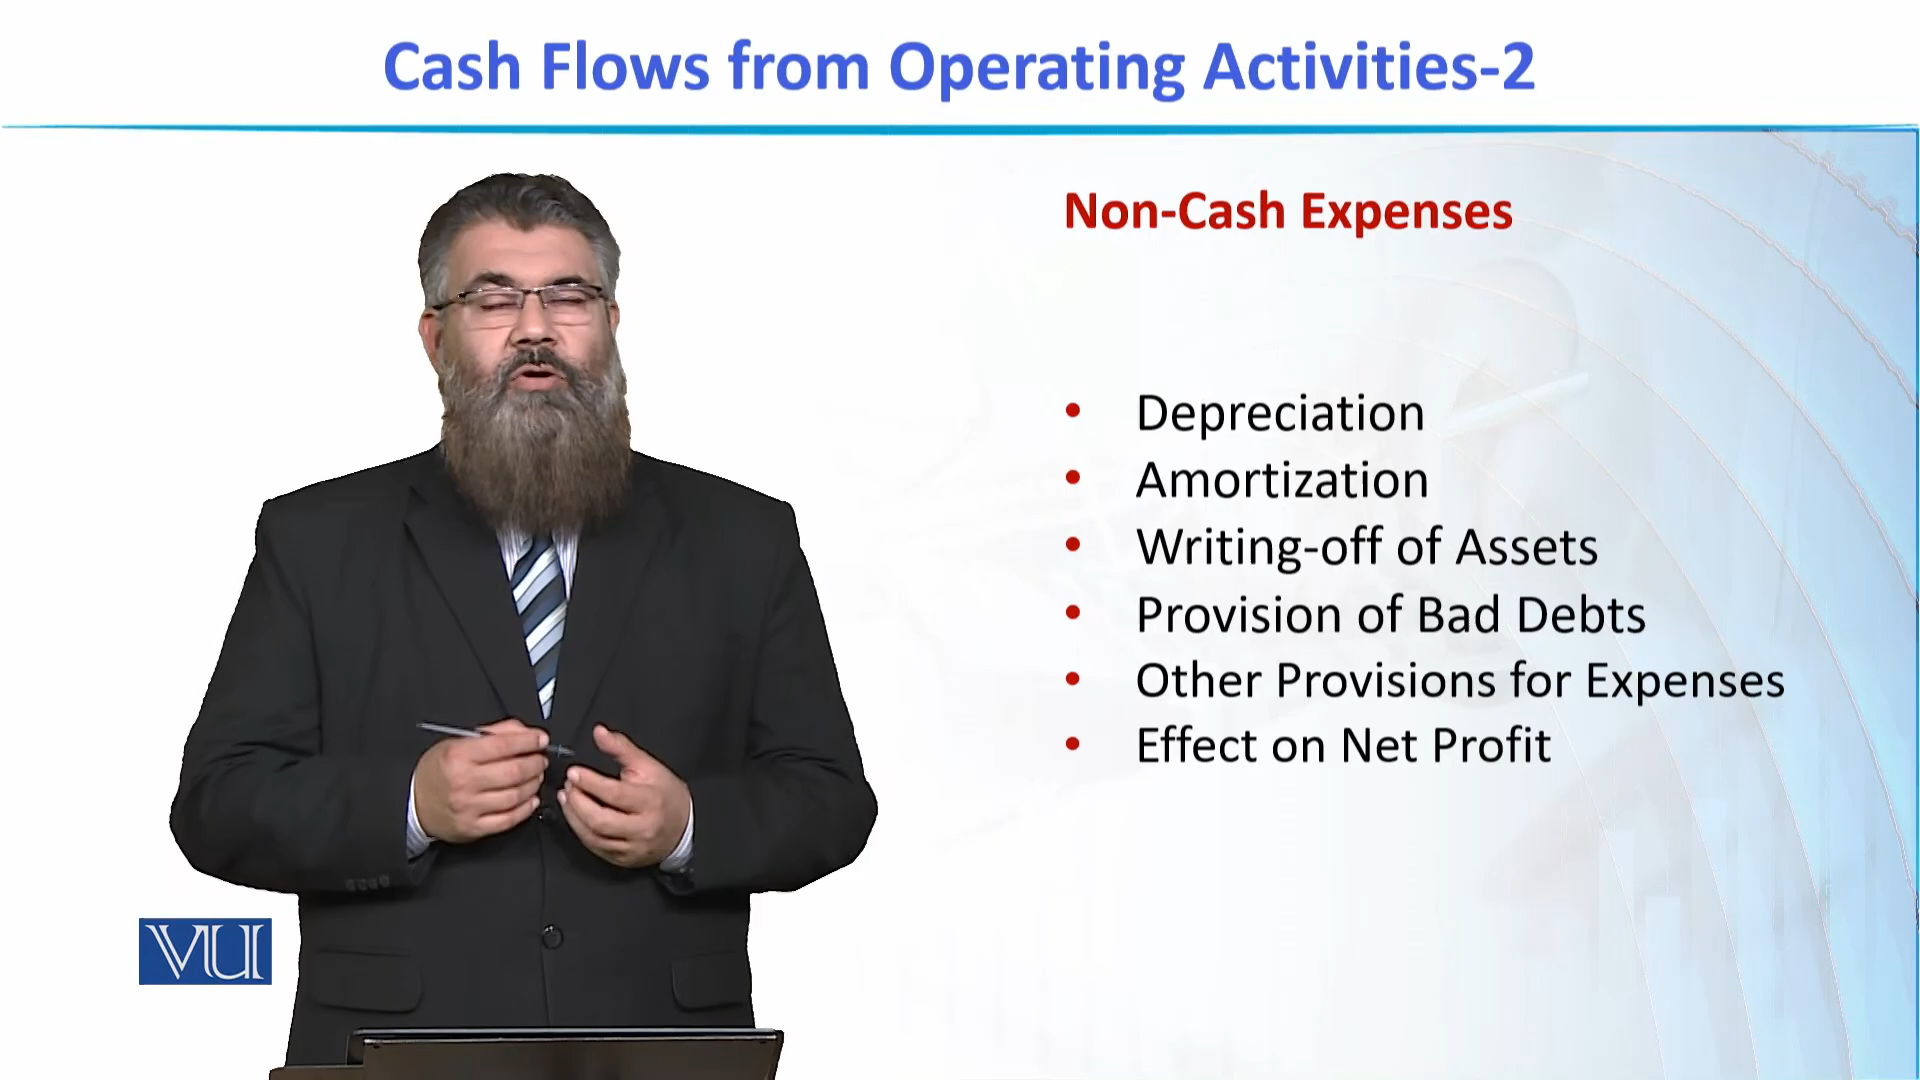 Cash Flows from Operating Activities-2
Non-Cash Expenses
• Depreciation
• Amortization
• Writing-off of Assets
• Provision of Bad Debts
• Other Provisions for Expenses
• Effect on Net Profit
VU